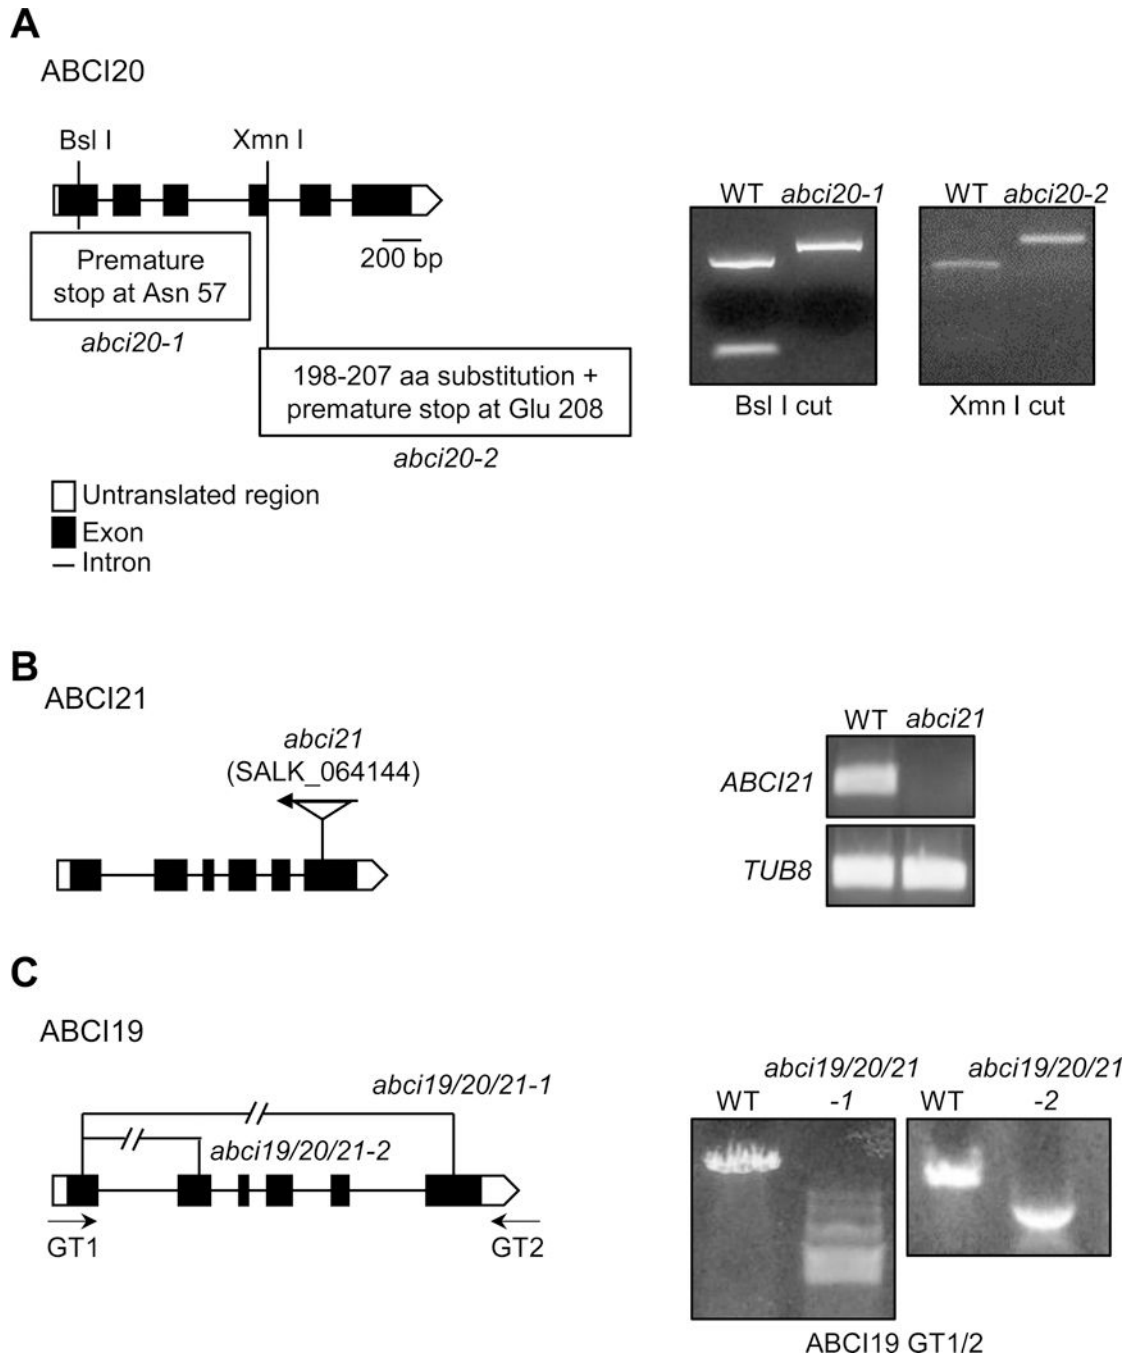 A
ABCI20
Bsl I
Xmn I
200 bp
Premature
stop at Asn 57
abci20-1
198-207 aa substitution +
premature stop at Glu 208
abci20-2
Untranslated region
Exon
Intron
WT abci20-1
Bsl I cut
WT abci20-2
Xmn I cut
B
ABCI21
abci21
(SALK_064144)
WT abci21
ABCI21
TUB8
C
ABCI19
abci19/20/21-1
abci19/20/21-2
GT1
GT2
abci19/20/21
WT -1
abci19/20/21
WT -2
ABCI19 GT1/2